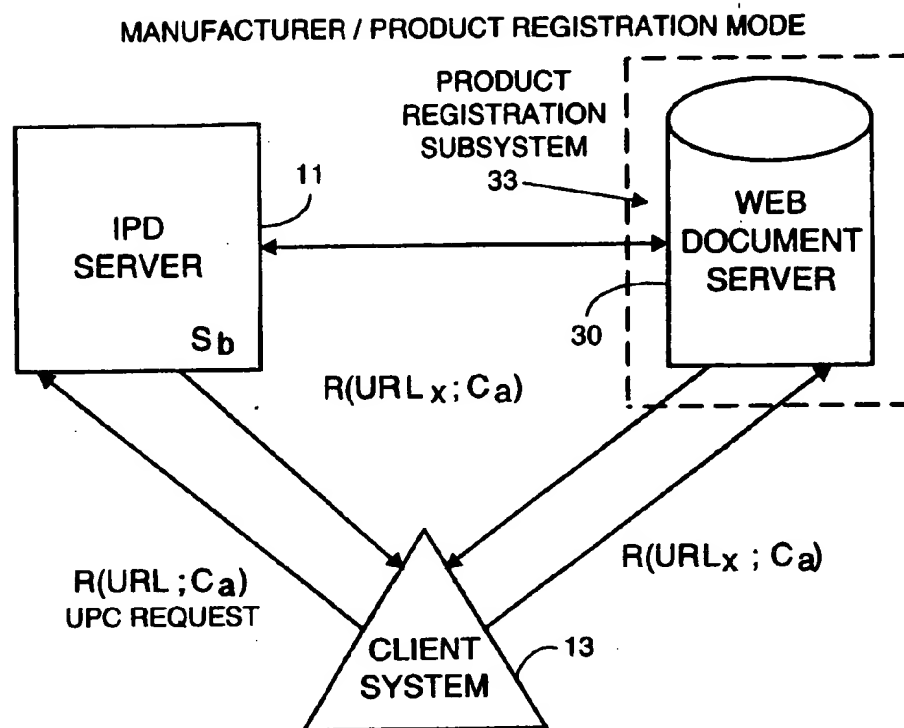 MANUFACTURER / PRODUCT REGISTRATION MODE
PRODUCT
REGISTRATION
SUBSYSTEM
33
11
IPD
SERVER
Sb
WEB
DOCUMENT
SERVER
30
R(URLx; Ca)
R(URL; Ca)
UPC REQUEST
R(URLx; Ca)
CLIENT
SYSTEM
13